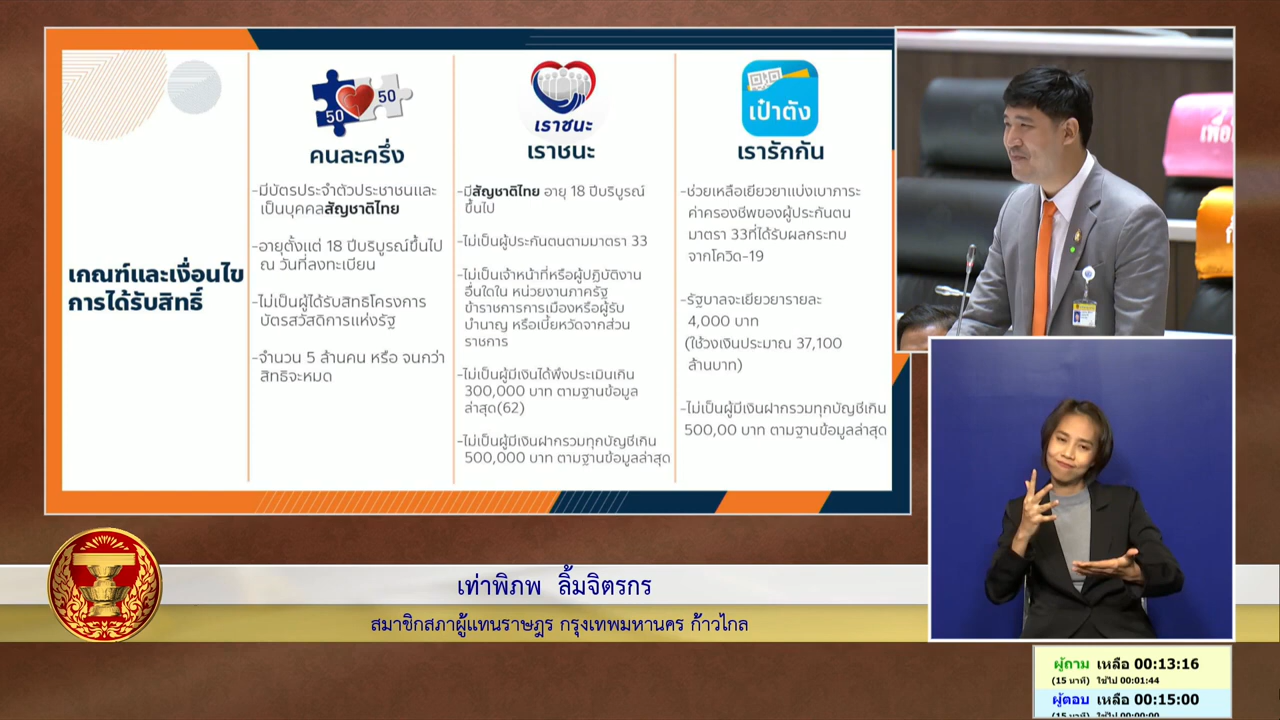 เกณฑ์และเงื่อนไข
การได้รับสิทธิ์
50
50
คนละครึ่ง
-มีบัตรประจำตัวประชาชนและ
เป็นบุคคลสัญชาติไทย
-อายุตั้งแต่ 18 ปีบริบูรณ์ขึ้นไป
ณ วันที่ลงทะเบียน
-ไม่เป็นผู้ได้รับสิทธิโครงการ
บัตรสวัสดิการแห่งรัฐ
-จำนวน 5 ล้านคน หรือ จนกว่า
สิทธิจะหมด
เราชนะ
เราชนะ
-มีสัญชาติไทย อายุ 18 ปีบริบูรณ์
ขึ้นไป
-ไม่เป็นผู้ประกันตนตามมาตรา 33
-ไม่เป็นเจ้าหน้าที่หรือผู้ปฏิบัติงาน
อื่นใดใน หน่วยงานภาครัฐ
ข้าราชการการเมืองหรือผู้รับ
บำนาญ หรือเบี้ยหวัดจากส่วน
ราชการ
-ไม่เป็นผู้มีเงินได้พึงประเมินเกิน
300,000 บาท ตามฐานข้อมูล
ล่าสุด(62)
-ไม่เป็นผู้มีเงินฝากรวมทุกบัญชีเกิน
500,000 บาท ตามฐานข้อมูลล่าสุด
เป๋าตัง
เรารักกัน
-ช่วยเหลือเยียวยาแบ่งเบาภาระ
ค่าครองชีพของผู้ประกันตน
มาตรา 33ที่ได้รับผลกระทบ
จากโควิด-19
-รัฐบาลจะเยียวยารายละ
4,000 บาท
(ใช้วงเงินประมาณ 37,100
ล้านบาท)
-ไม่เป็นผู้มีเงินฝากรวมทุกบัญชีเกิน
500,00 บาท ตามฐานข้อมูลล่าสุด
เท่าพิภพ ลิ้มจิตรกร
สมาชิกสภาผู้แทนราษฎร กรุงเทพมหานคร ก้าวไกล
ผู้ถาม เหลือ 00:13:16
(15 นาที) ใช้ไป 00:01:44
ผู้ตอบ เหลือ 00:15:00
(15 นาที) ใช้ไป 00:00:00